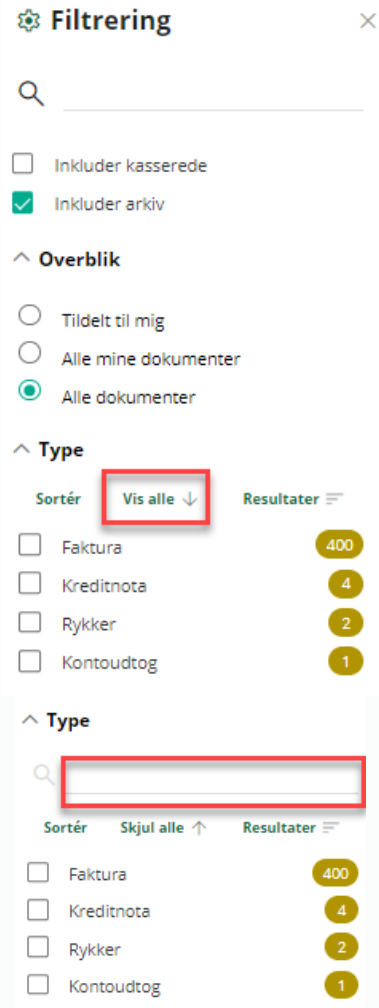 Filtrering
Inkluder kasserede
Inkluder arkiv
Overblik
Tildelt til mig
Alle mine dokumenter
Alle dokumenter
Type
Sortér Vis alle ↓ Resultater
Faktura 400
Kreditnota 4
Rykker 2
Kontoudtog 1
Type
Sortér Skjul alle ↑ Resultater
Faktura 400
Kreditnota 4
Rykker 2
Kontoudtog 1